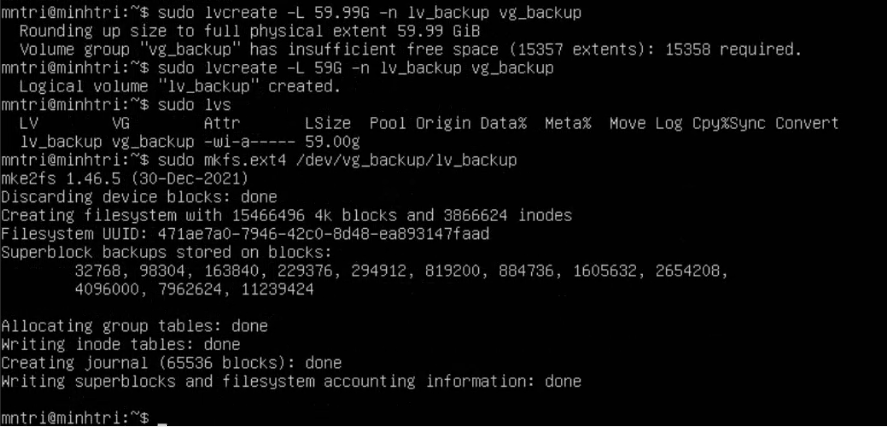 mntri@minhtri:~$ sudo lvcreate -L 59.99G -n lv_backup vg_backup
  Rounding up size to full physical extent 59.99 GiB
  Volume group "vg_backup" has insufficient free space (15357 extents): 15358 required.
mntri@minhtri:~$ sudo lvcreate -L 59G -n lv_backup vg_backup
  Logical volume "lv_backup" created.
mntri@minhtri:~$ sudo lvs
  LV        VG        Attr       LSize  Pool Origin Data%  Meta%  Move Log Cpy%Sync Convert
  lv_backup vg_backup -wi-a----- 59.00g
mntri@minhtri:~$ sudo mkfs.ext4 /dev/vg_backup/lv_backup
mke2fs 1.46.5 (30-Dec-2021)
Discarding device blocks: done
Creating filesystem with 15466496 4k blocks and 3866624 inodes
Filesystem UUID: 471ae7a0-7946-42c0-8d48-ea893147faad
Superblock backups stored on blocks:
        32768, 98304, 163840, 229376, 294912, 819200, 884736, 1605632, 2654208,
        4096000, 7962624, 11239424
Allocating group tables: done
Writing inode tables: done
Creating journal (65536 blocks): done
Writing superblocks and filesystem accounting information: done
mntri@minhtri:~$ _